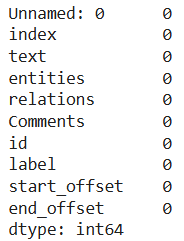 Unnamed: 0 0
index 0
text 0
entities 0
relations 0
Comments 0
id 0
label 0
start_offset 0
end_offset 0
dtype: int64